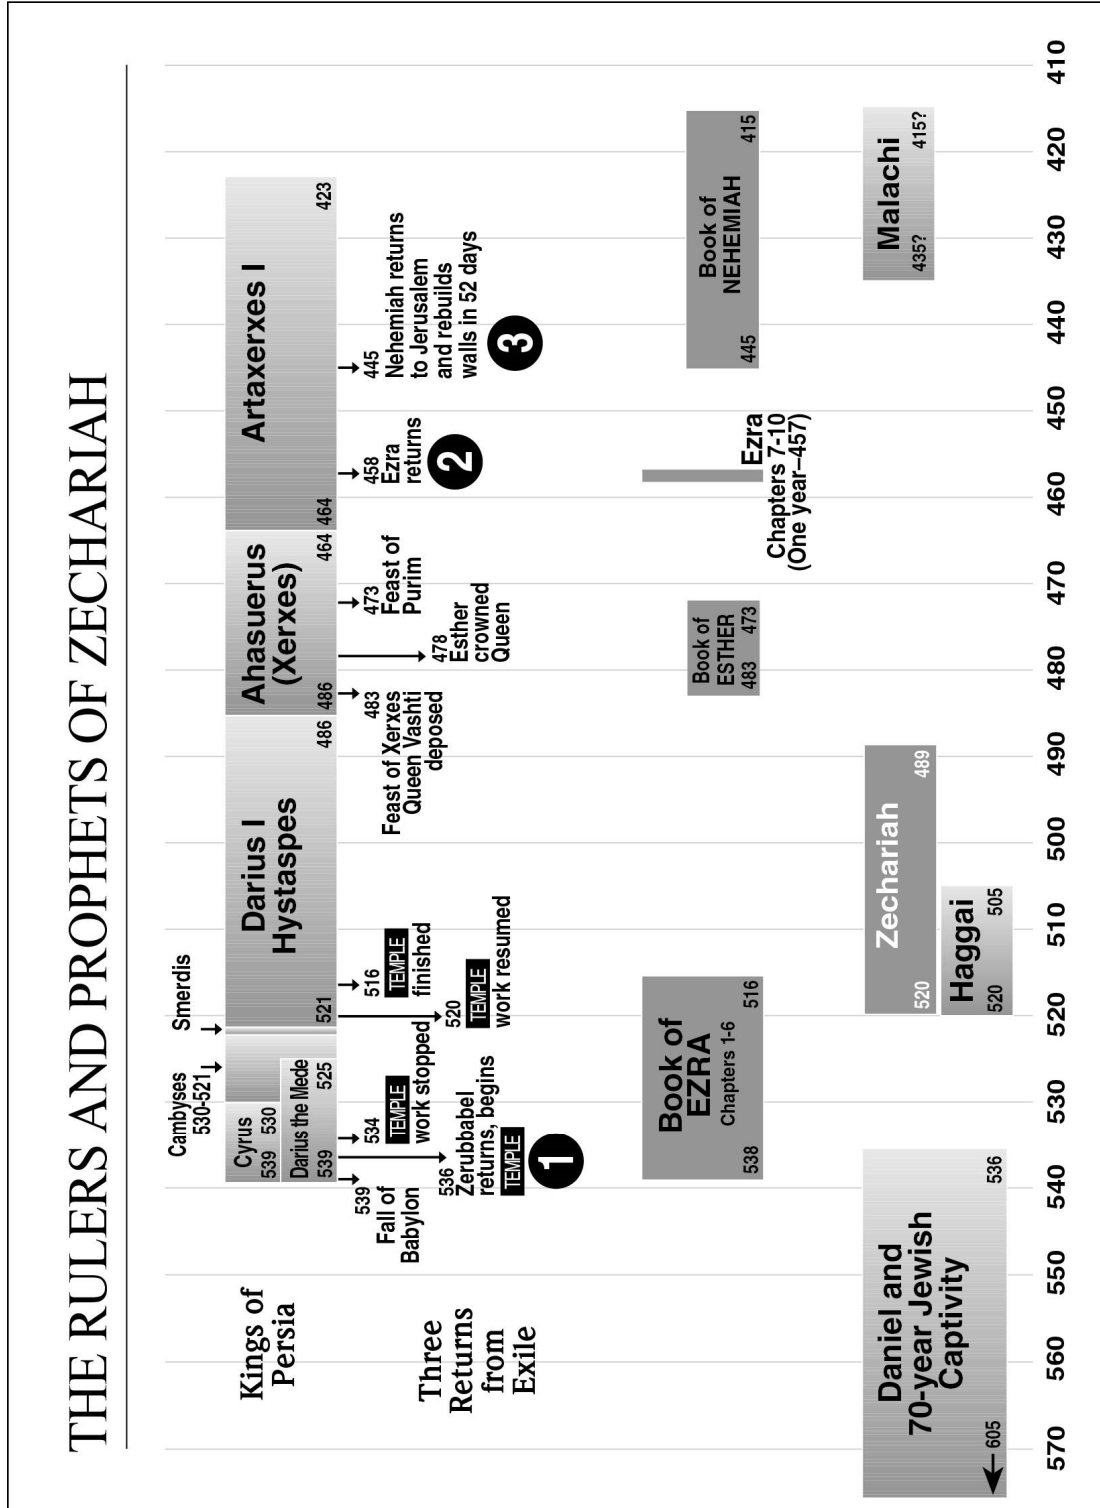 THE RULERS AND PROPHETS OF ZECHARIAH
Kings of
Persia
Cyrus
539 530
Darius the Mede
539 525
Cambyses
530-521
Smerdis
Darius I
Hystaspes
521 486
Ahasuerus
(Xerxes)
486 464
Artaxerxes I
464 423
Three
Returns
from
Exile
539
Fall of
Babylon
536
Zerubbabel
returns, begins
TEMPLE
1
534
TEMPLE
work stopped
520
TEMPLE
work resumed
516
TEMPLE
finished
483
Feast of Xerxes
Queen Vashti
deposed
478
Esther
crowned
Queen
473
Feast of
Purim
458
Ezra
returns
2
445
Nehemiah returns
to Jerusalem
and rebuilds
walls in 52 days
3
Book of
EZRA
Chapters 1-6
538 516
Book of
ESTHER
483 473
Ezra
Chapters 7-10
(One year–457)
Book of
NEHEMIAH
445 415
Daniel and
70-year Jewish
Captivity
605 536
Zechariah
520 489
Haggai
520 505
Malachi
435? 415?
570 560 550 540 530 520 510 500 490 480 470 460 450 440 430 420 410